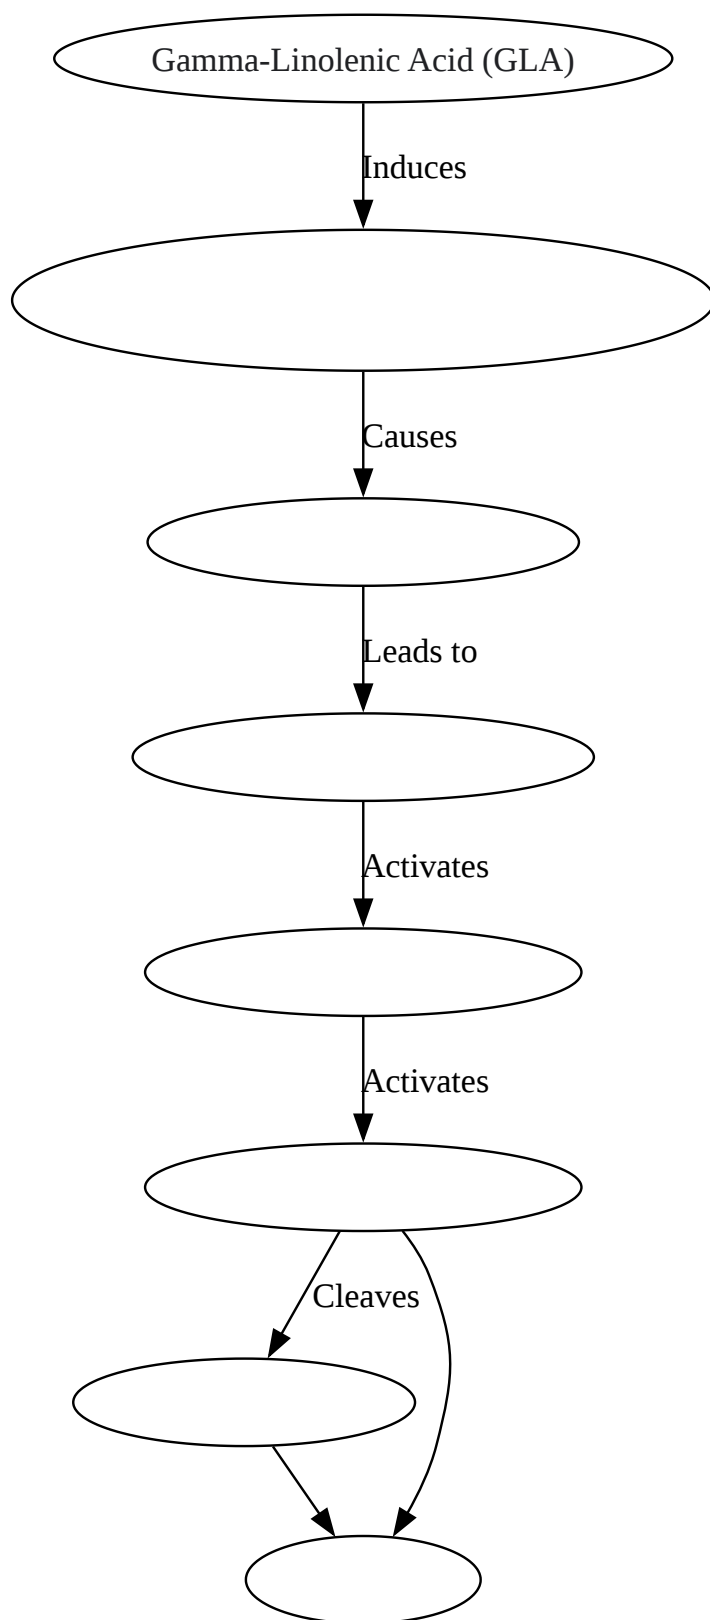 Gamma-Linolenic Acid (GLA)
Induces
Causes
Leads to
Activates
Activates
Cleaves